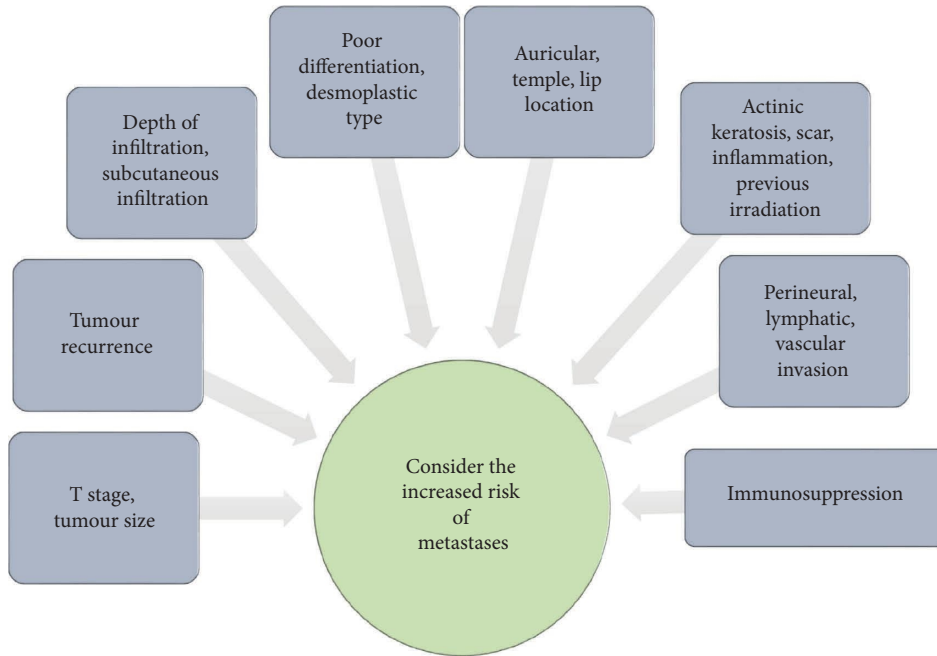 Poor
differentiation,
desmoplastic
type
Auricular,
temple, lip
location
Depth of
infiltration,
subcutaneous
infiltration
Actinic
keratosis, scar,
inflammation,
previous
irradiation
Tumour
recurrence
Perineural,
lymphatic,
vascular
invasion
T stage,
tumour size
Consider the
increased risk
of
metastases
Immunosuppression